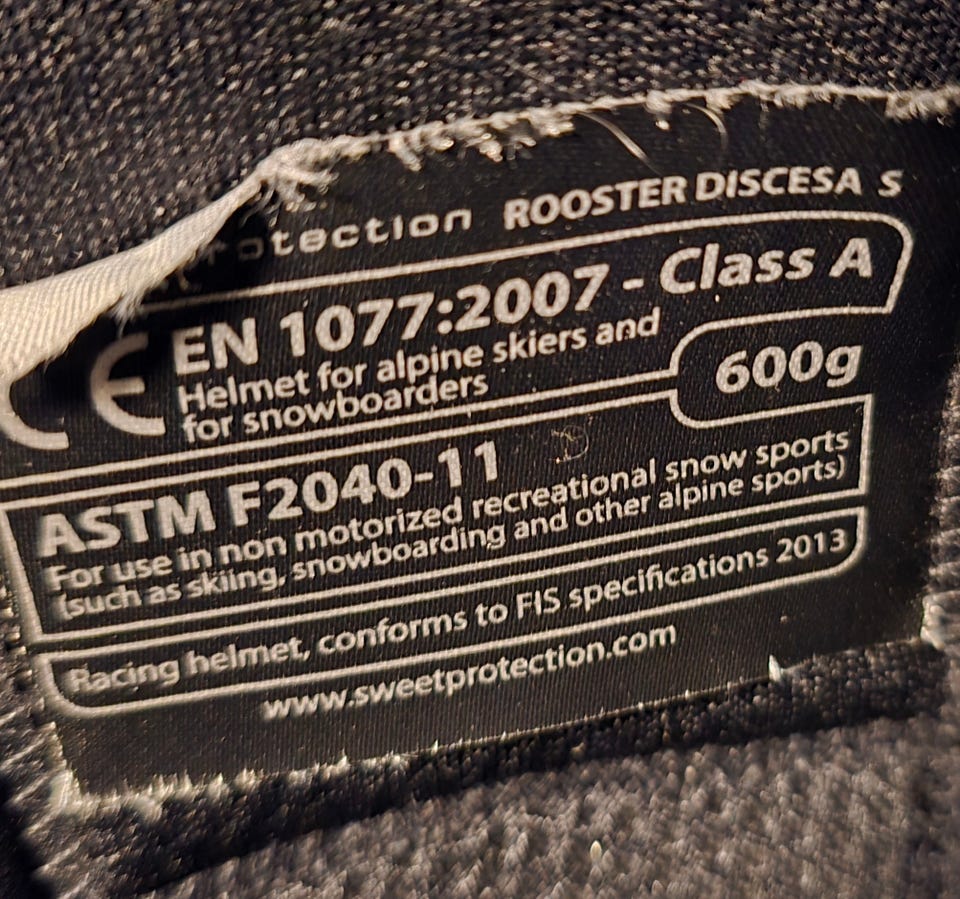 rotection ROOSTER DISCESA S
CE EN 1077:2007 - Class A
Helmet for alpine skiers and
for snowboarders
600g
ASTM F2040-11
For use in non motorized recreational snow sports
(such as skiing, snowboarding and other alpine sports)
Racing helmet, conforms to FIS specifications 2013
www.sweetprotection.com